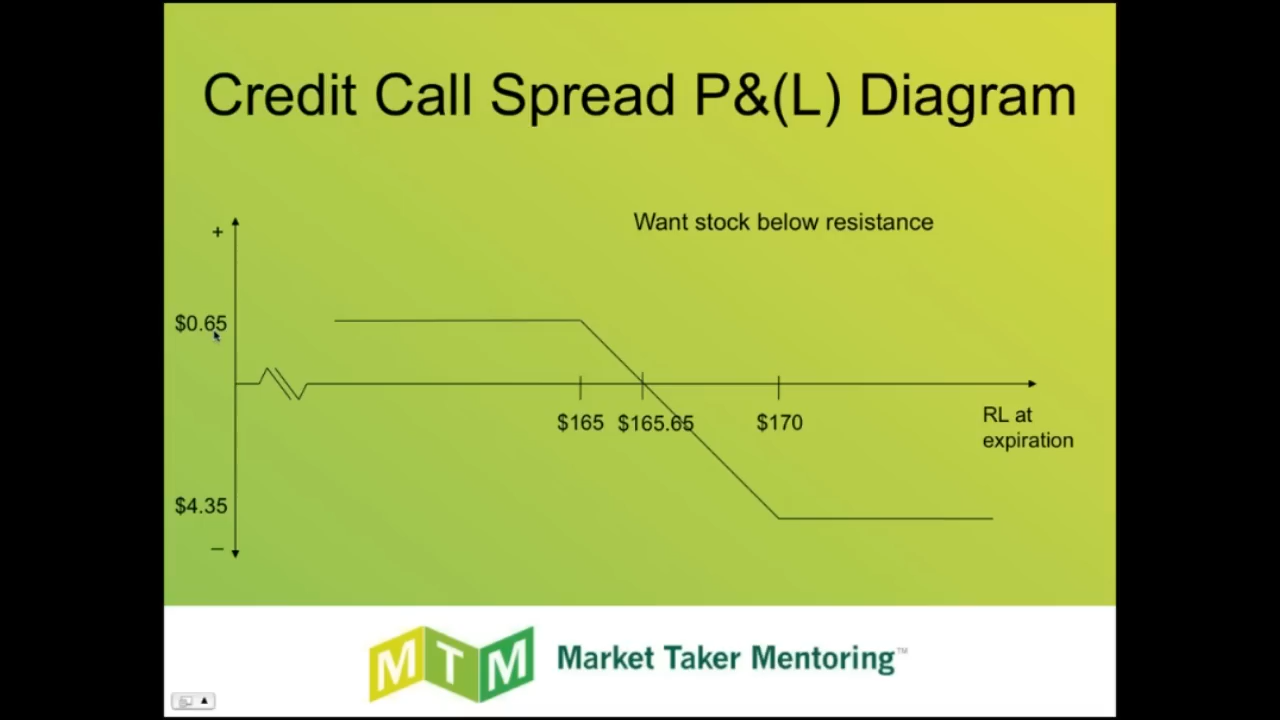 Credit Call Spread P&(L) Diagram
Want stock below resistance
+
$0.65
$165
$165.65
$170
RL at
expiration
$4.35
–
MTM
Market Taker Mentoring™